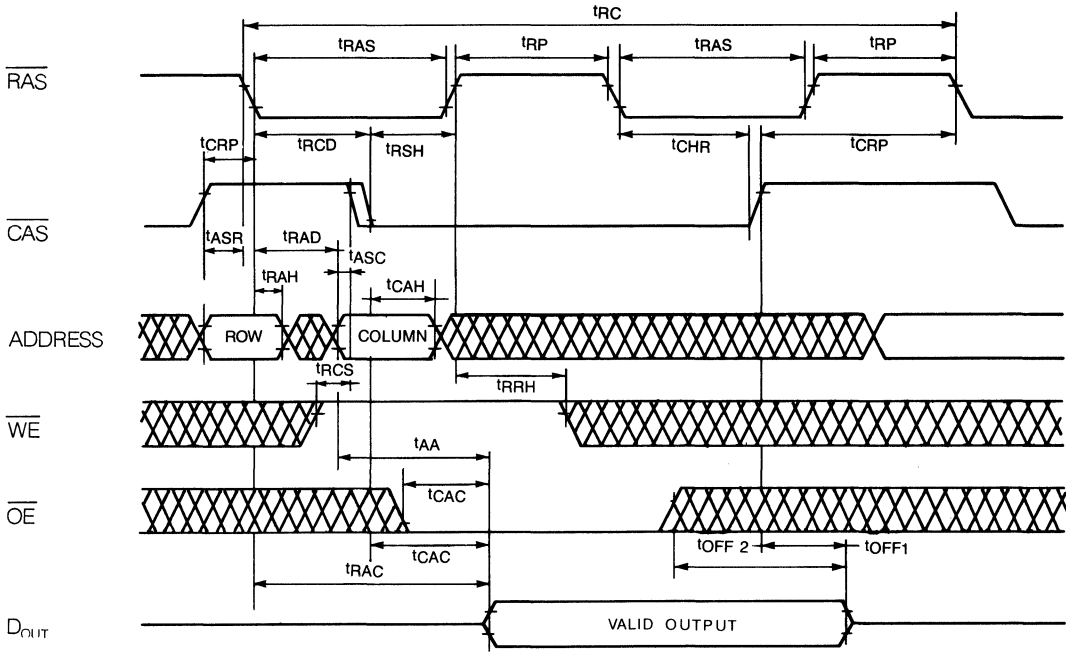 tRC
tRAS tRP tRAS tRP
RAS
tCRP tRCD tRSH tCHR tCRP
CAS
tASR tRAD tASC
tRAH tCAH
ADDRESS ROW COLUMN
tRCS tRRH
WE
tAA
tCAC
OE
tCAC tOFF 2 tOFF1
tRAC
DOUT VALID OUTPUT